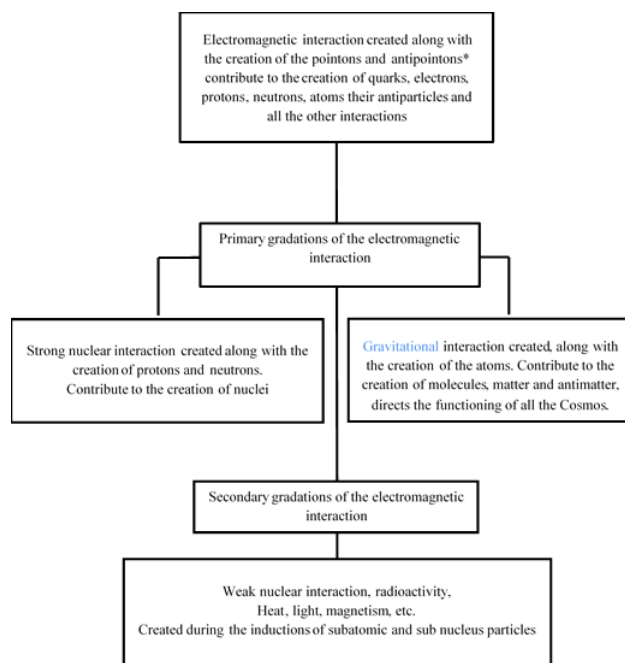 Electromagnetic interaction created along with
the creation of the pointons and antipointons*
contribute to the creation of quarks, electrons,
protons, neutrons, atoms their antiparticles and
all the other interactions
Primary gradations of the electromagnetic
interaction
Strong nuclear interaction created along with the
creation of protons and neutrons.
Contribute to the creation of nuclei
Gravitational interaction created, along with
the creation of the atoms. Contribute to the
creation of molecules, matter and antimatter,
directs the functioning of all the Cosmos.
Secondary gradations of the electromagnetic
interaction
Weak nuclear interaction, radioactivity,
Heat, light, magnetism, etc.
Created during the inductions of subatomic and sub nucleus particles